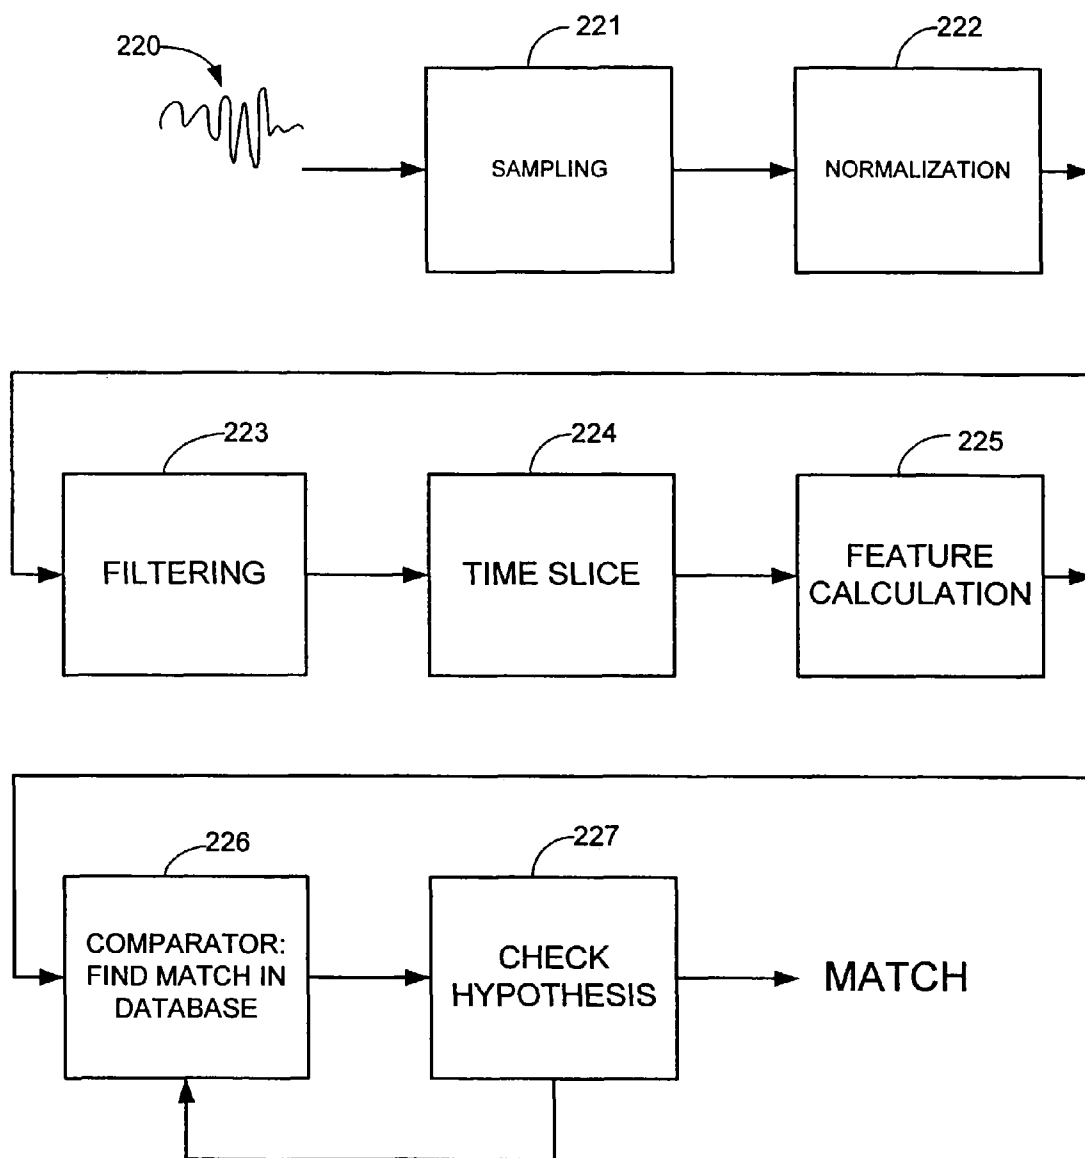 220
221
222
SAMPLING
NORMALIZATION
223
224
225
FILTERING
TIME SLICE
FEATURE
CALCULATION
226
227
COMPARATOR:
FIND MATCH IN
DATABASE
CHECK
HYPOTHESIS
MATCH